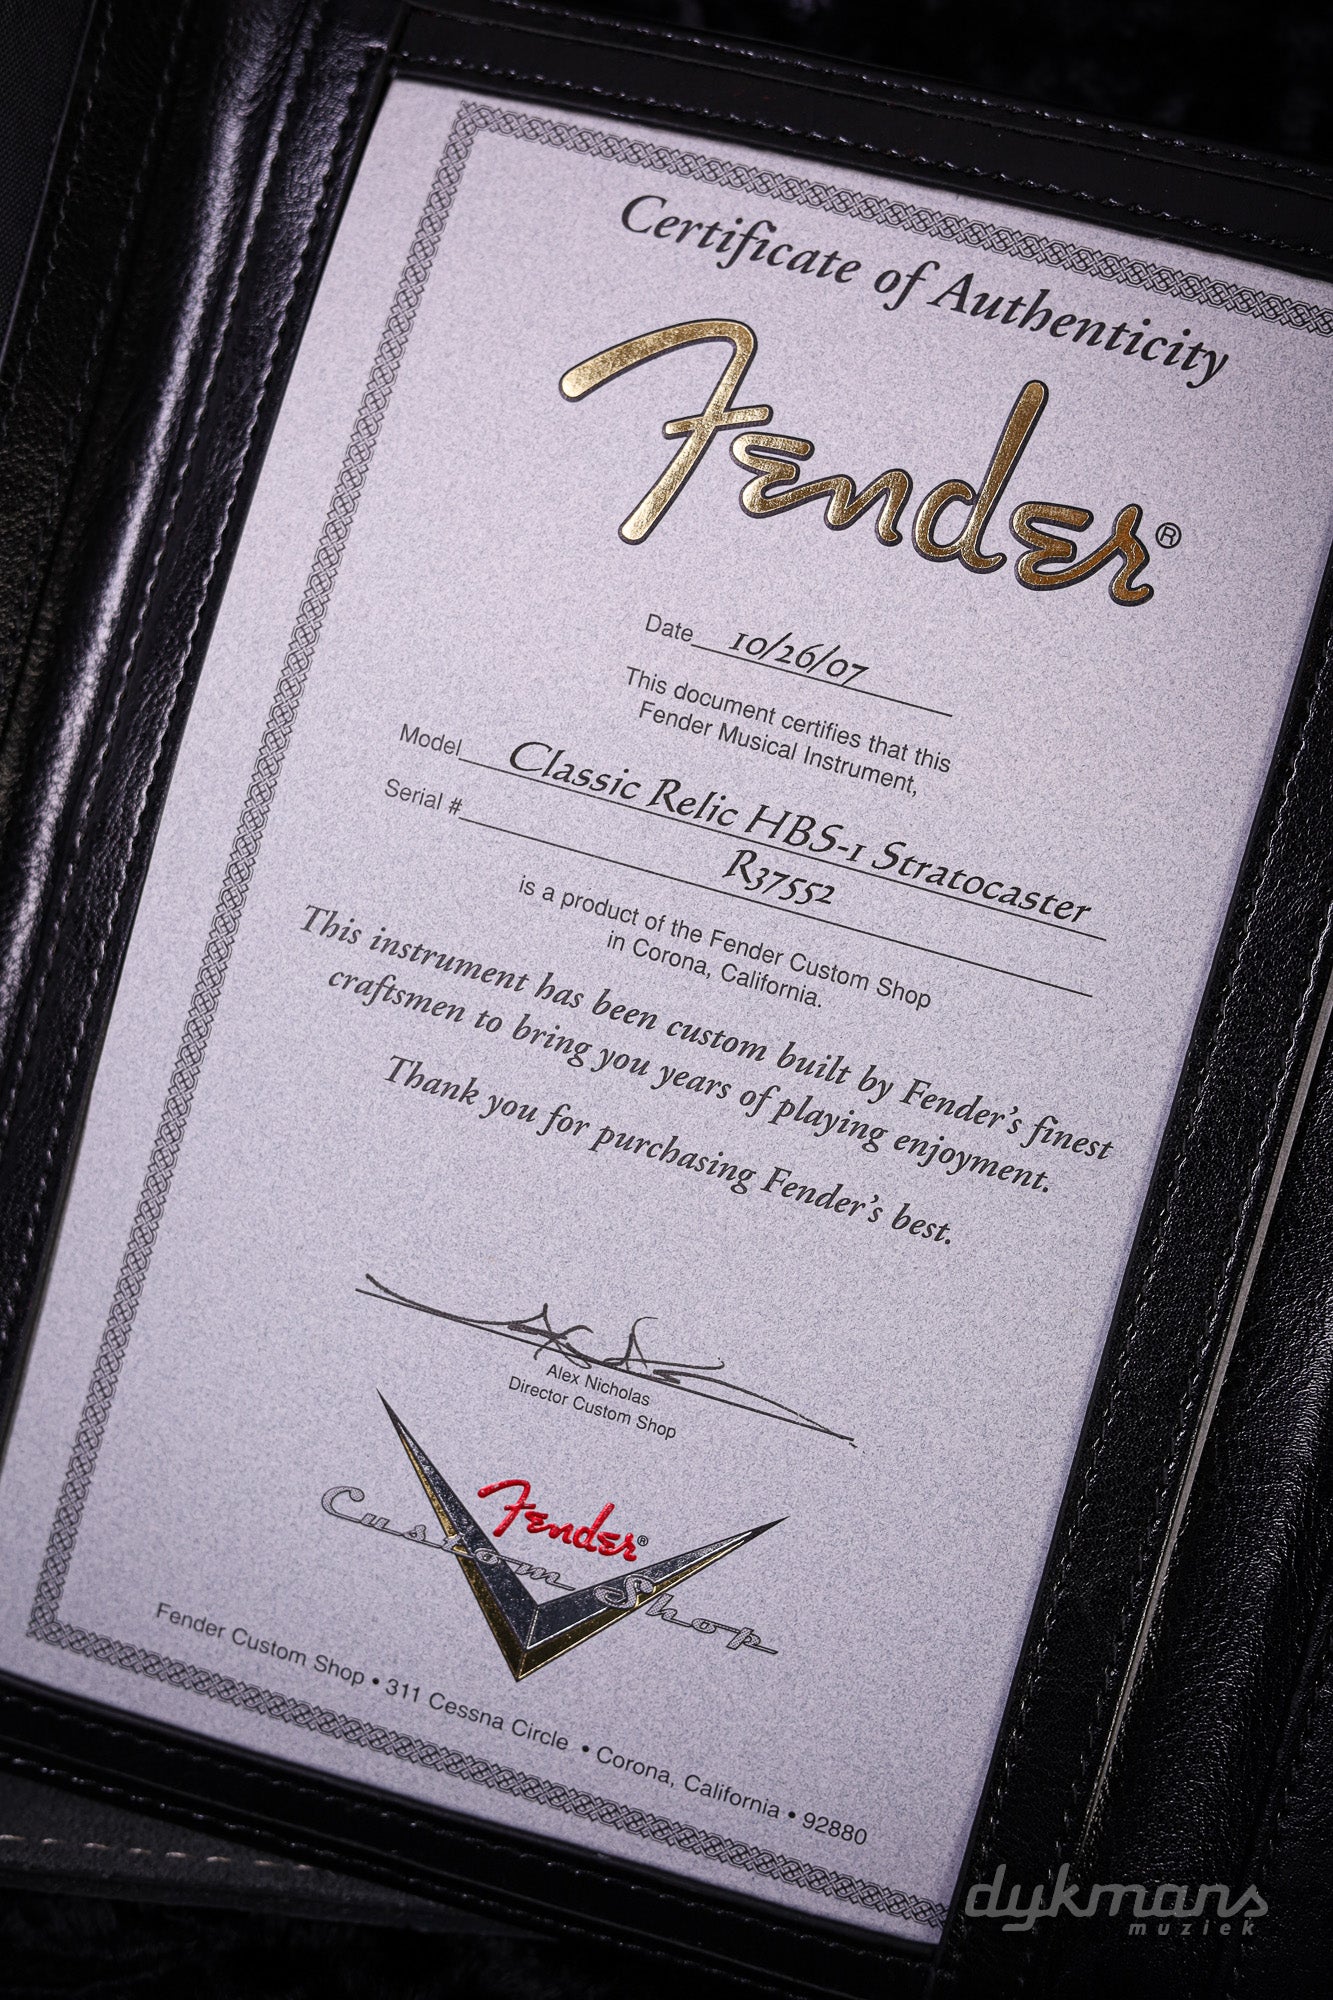 Certificate of Authenticity
Fender®
Date 10/26/07
This document certifies that this
Fender Musical Instrument,
Model Classic Relic HBS-1 Stratocaster
Serial # R37552
is a product of the Fender Custom Shop
in Corona, California.
This instrument has been custom built by Fender's finest
craftsmen to bring you years of playing enjoyment.
Thank you for purchasing Fender's best.
Alex Nicholas
Director Custom Shop
Fender®
Custom Shop
Fender Custom Shop • 311 Cessna Circle • Corona, California • 92880
dykmans
muziek